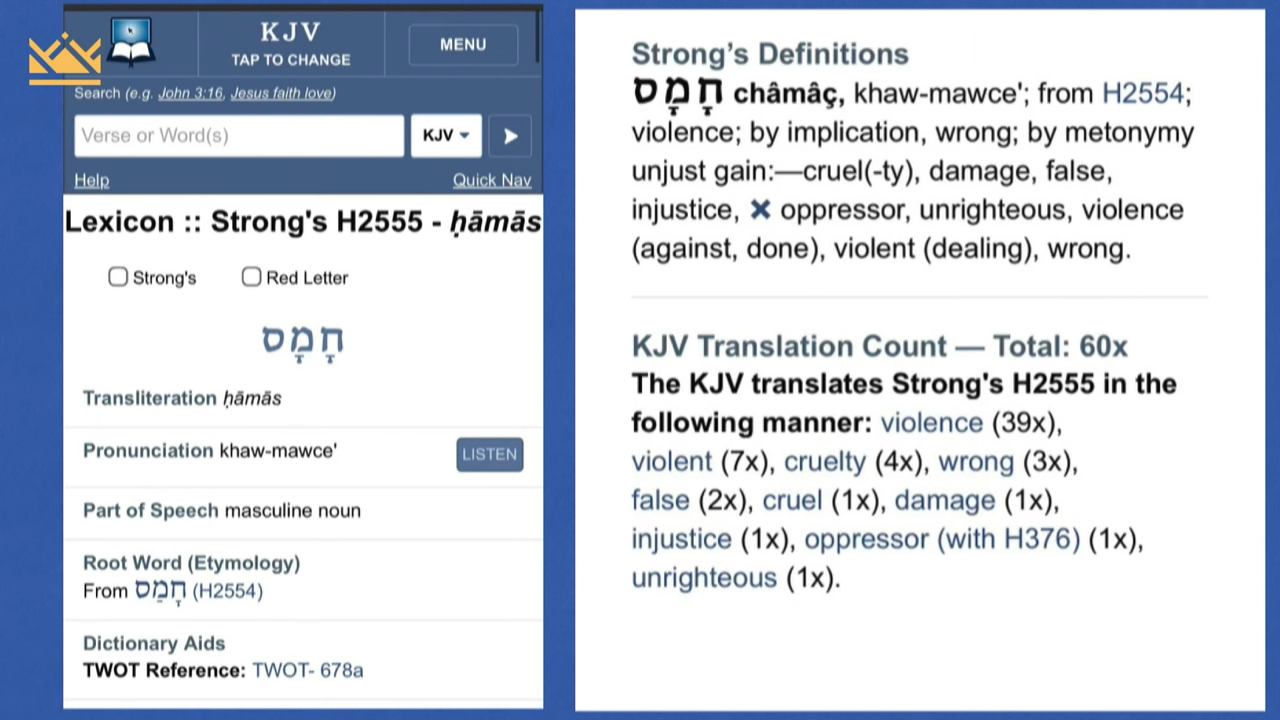 KJV
TAP TO CHANGE
MENU
Search (e.g. John 3:16, Jesus faith love)
Verse or Word(s)
KJV
Help
Quick Nav
Lexicon :: Strong's H2555 - ḥāmās
Strong's
Red Letter
חָמָס
Transliteration ḥāmās
Pronunciation khaw-mawce'
LISTEN
Part of Speech masculine noun
Root Word (Etymology)
From חָמַס (H2554)
Dictionary Aids
TWOT Reference: TWOT- 678a
Strong’s Definitions
חָמָס châmâç, khaw-mawce'; from H2554;
violence; by implication, wrong; by metonymy
unjust gain:—cruel(-ty), damage, false,
injustice, × oppressor, unrighteous, violence
(against, done), violent (dealing), wrong.
KJV Translation Count — Total: 60x
The KJV translates Strong's H2555 in the
following manner: violence (39x),
violent (7x), cruelty (4x), wrong (3x),
false (2x), cruel (1x), damage (1x),
injustice (1x), oppressor (with H376) (1x),
unrighteous (1x).